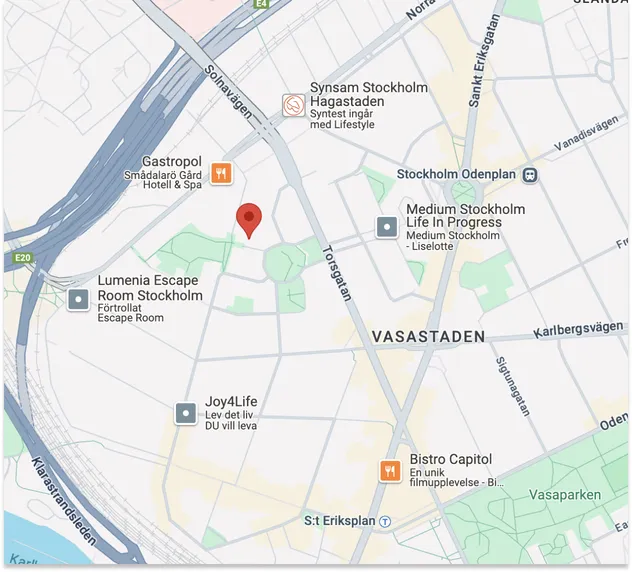 E4
Norra
Solnavägen
Sankt Eriksgatan
Synsam Stockholm
Hagastaden
Syntest ingår
med Lifestyle
Vanadisvägen
Gastropol
Smådalarö Gård
Hotell & Spa
Stockholm Odenplan
Medium Stockholm
Life In Progress
Medium Stockholm
- Liselotte
E20
Lumenia Escape
Room Stockholm
Förtrollat
Escape Room
Torsgatan
VASASTADEN
Karlbergsvägen
Sigtunagatan
Joy4Life
Lev det liv
DU vill leva
Oden
Bistro Capitol
En unik
filmupplevelse - Bi...
Klarastrandsleden
Vasaparken
S:t Eriksplan
T